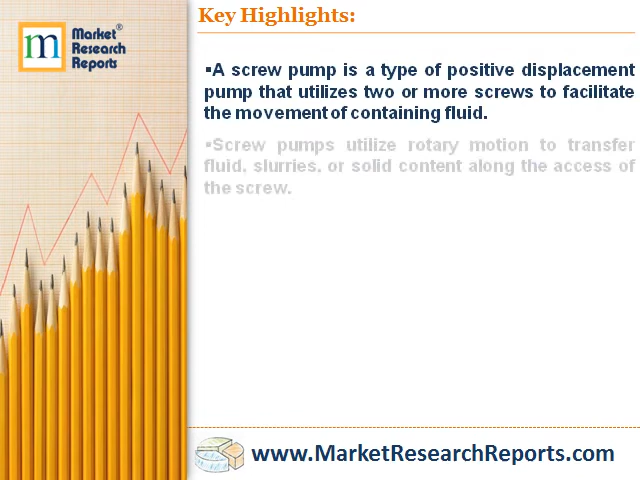 Key Highlights:
m
Market®
Research
Reports
▪A screw pump is a type of positive displacement
pump that utilizes two or more screws to facilitate
the movement of containing fluid.
▪Screw pumps utilize rotary motion to transfer
fluid, slurries, or solid content along the access of
the screw.
www.MarketResearchReports.com